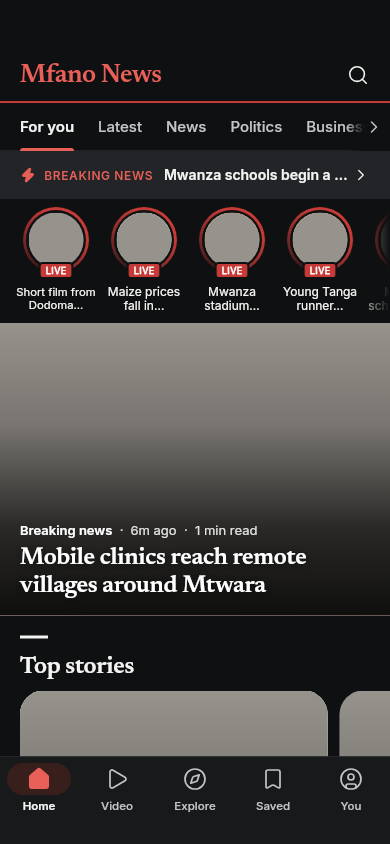 Mfano News
For you Latest News Politics Busines
BREAKING NEWS Mwanza schools begin a ...
LIVE LIVE LIVE LIVE
Short film from Dodoma...
Maize prices fall in...
Mwanza stadium...
Young Tanga runner...
Breaking news · 6m ago · 1 min read
Mobile clinics reach remote
villages around Mtwara
Top stories
Home Video Explore Saved You